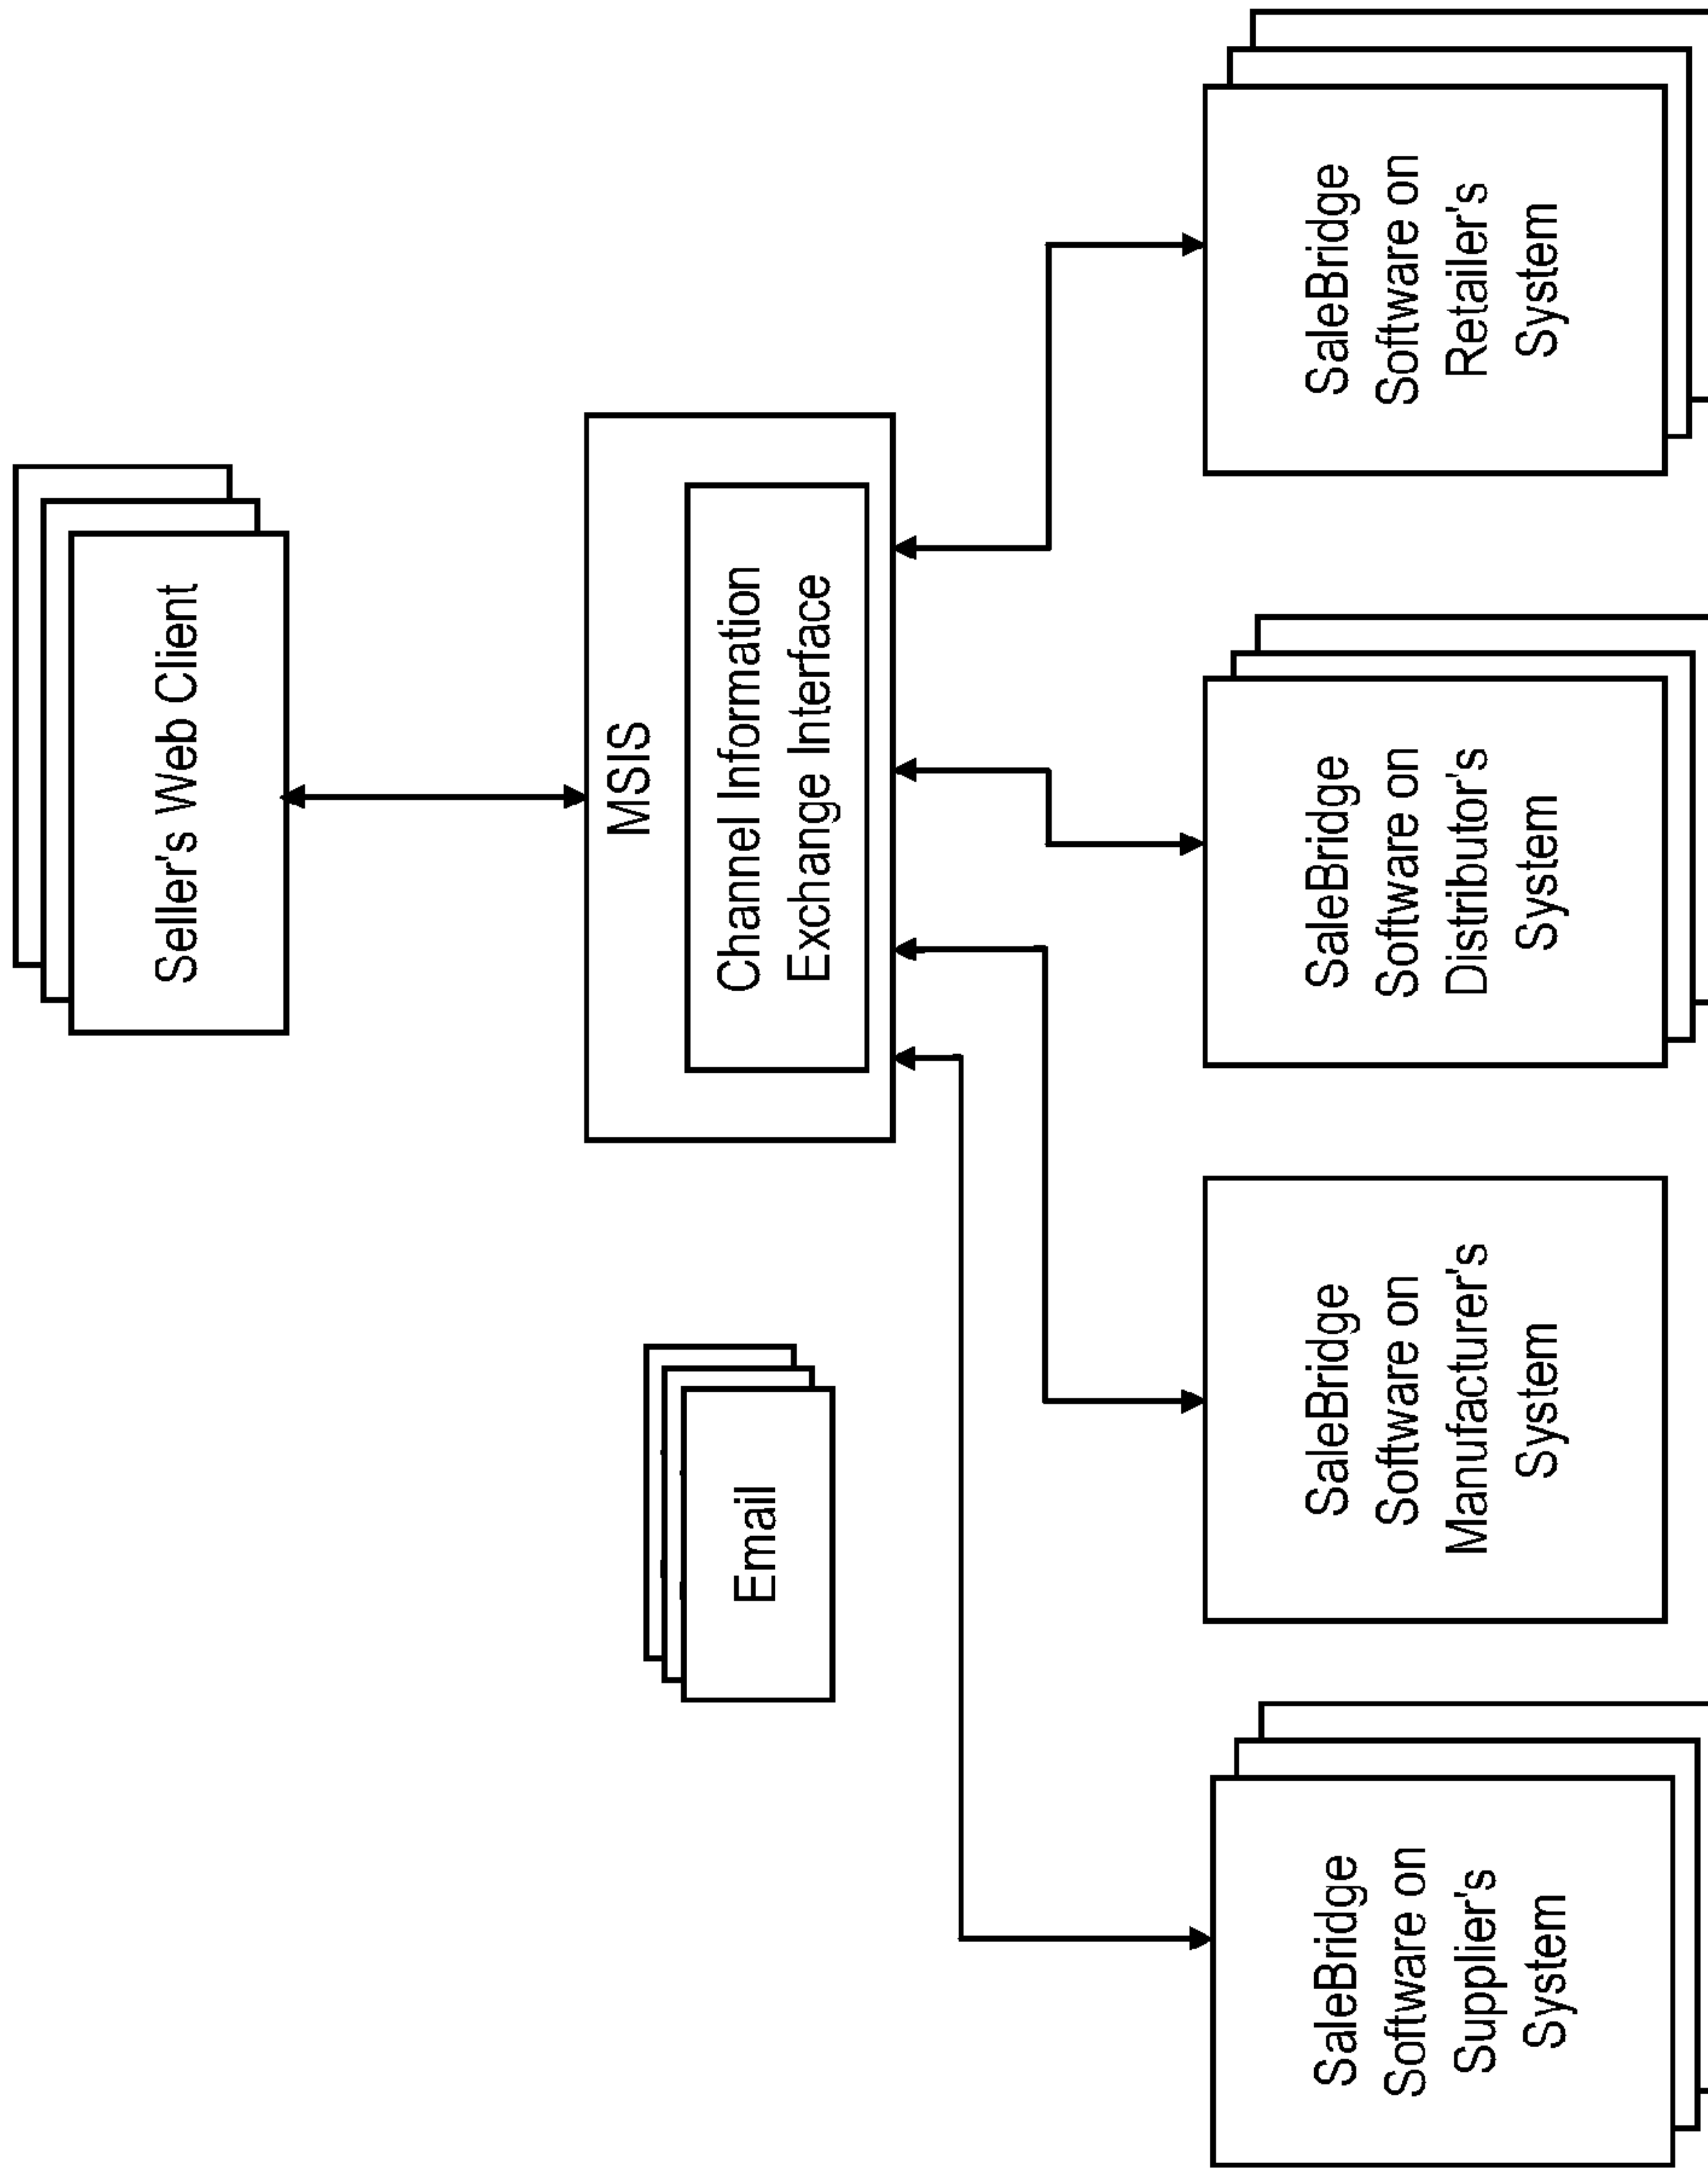 Seller's Web Client
MSIS
Channel Information
Exchange Interface
Email
SaleBridge
Software on
Supplier's
System
SaleBridge
Software on
Manufacturer's
System
SaleBridge
Software on
Distributor's
System
SaleBridge
Software on
Retailer's
System